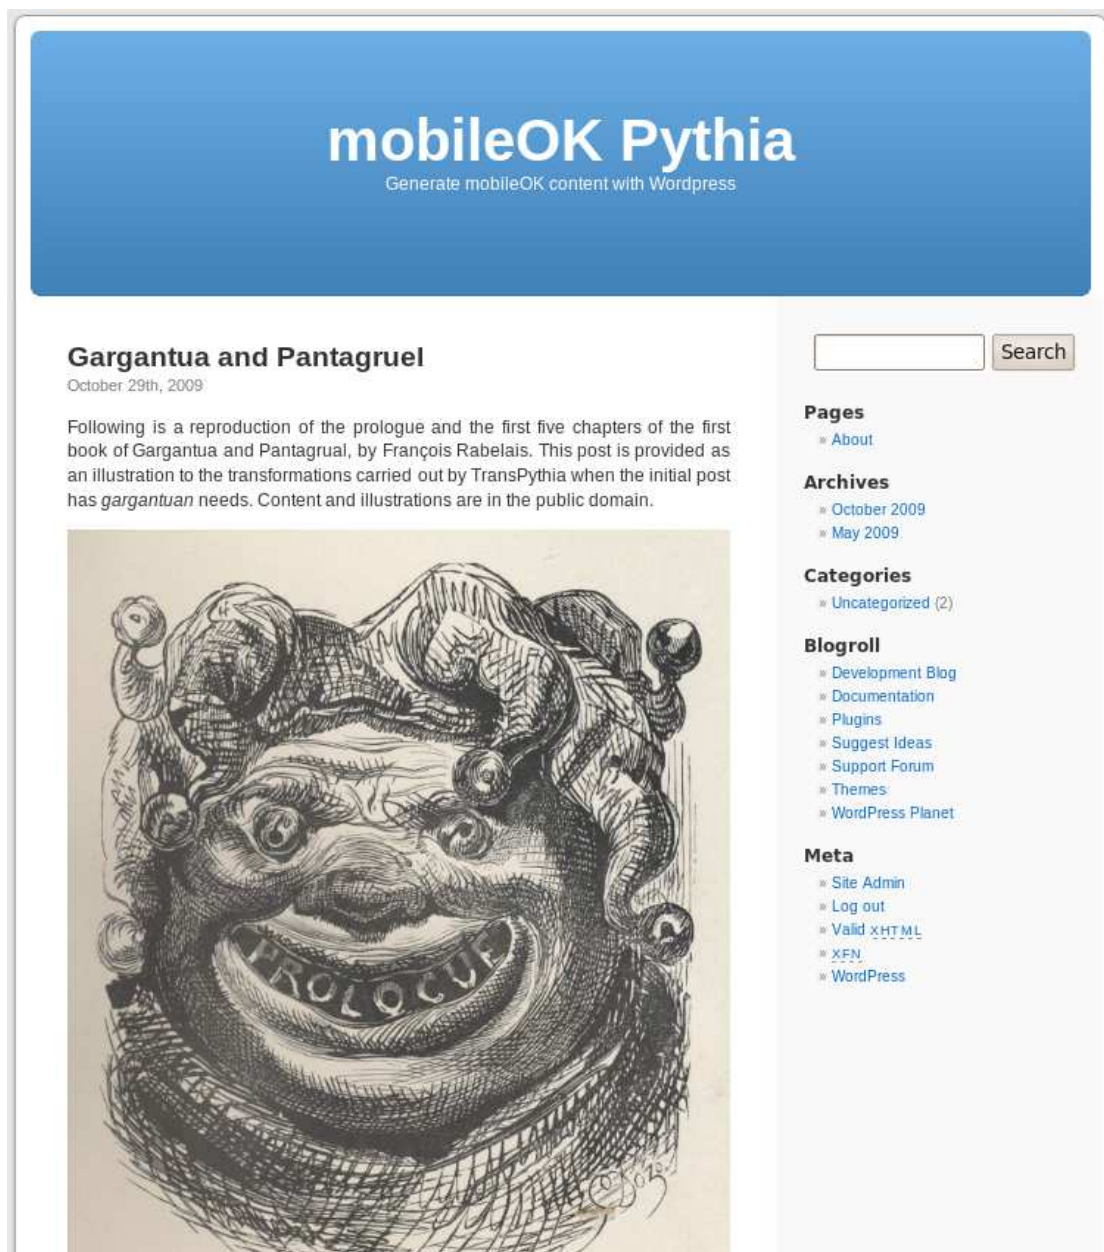 mobileOK Pythia
Generate mobileOK content with Wordpress
Gargantua and Pantagruel
October 29th, 2009
Following is a reproduction of the prologue and the first five chapters of the first
book of Gargantua and Pantagrual, by François Rabelais. This post is provided as
an illustration to the transformations carried out by TransPythia when the initial post
has gargantuan needs. Content and illustrations are in the public domain.
PROLOGUE
Search
Pages
» About
Archives
» October 2009
» May 2009
Categories
» Uncategorized (2)
Blogroll
» Development Blog
» Documentation
» Plugins
» Suggest Ideas
» Support Forum
» Themes
» WordPress Planet
Meta
» Site Admin
» Log out
» Valid XHTML
» XFN
» WordPress